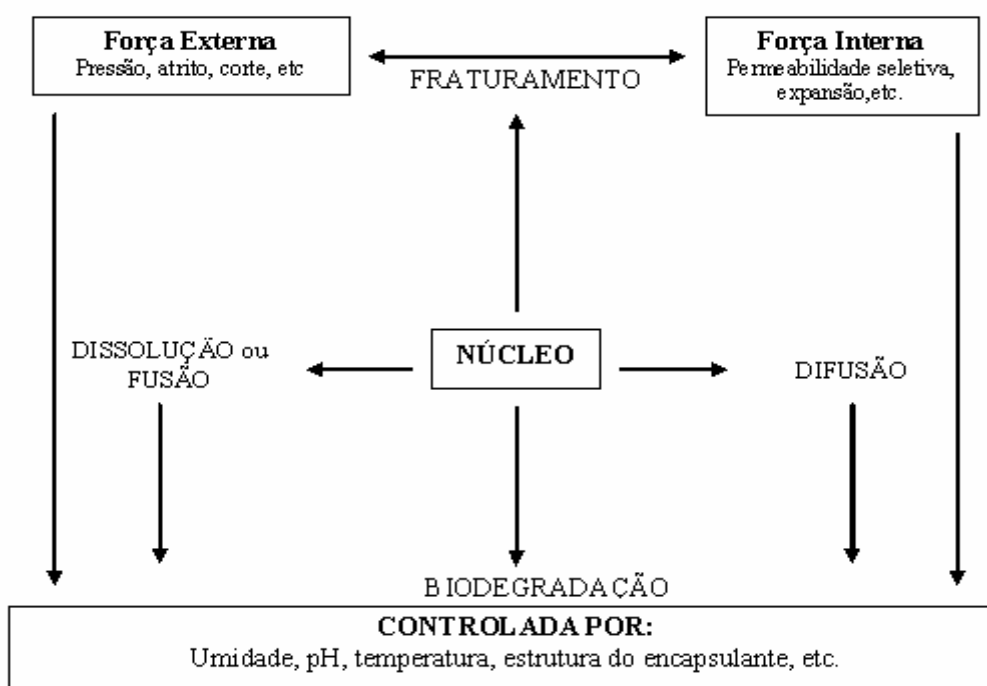 Força Externa
Pressão, atrito, corte, etc
Força Interna
Permeabilidade seletiva,
expansão,etc.
FRATURAMENTO
DISSOLUÇÃO ou
FUSÃO
NÚCLEO
DIFUSÃO
BIODEGRADAÇÃO
CONTROLADA POR:
Umidade, pH, temperatura, estrutura do encapsulante, etc.